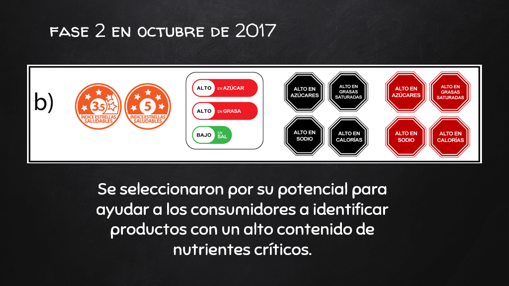 FASE 2 EN OCTUBRE DE 2017
b)
3.5
ÍNDICE ESTRELLAS
SALUDABLES
5
ÍNDICE ESTRELLAS
SALUDABLES
ALTO EN AZÚCAR
ALTO EN GRASA
BAJO EN SAL
ALTO EN
AZÚCARES
ALTO EN
GRASAS
SATURADAS
ALTO EN
SODIO
ALTO EN
CALORÍAS
ALTO EN
AZÚCARES
ALTO EN
GRASAS
SATURADAS
ALTO EN
SODIO
ALTO EN
CALORÍAS
Se seleccionaron por su potencial para
ayudar a los consumidores a identificar
productos con un alto contenido de
nutrientes críticos.